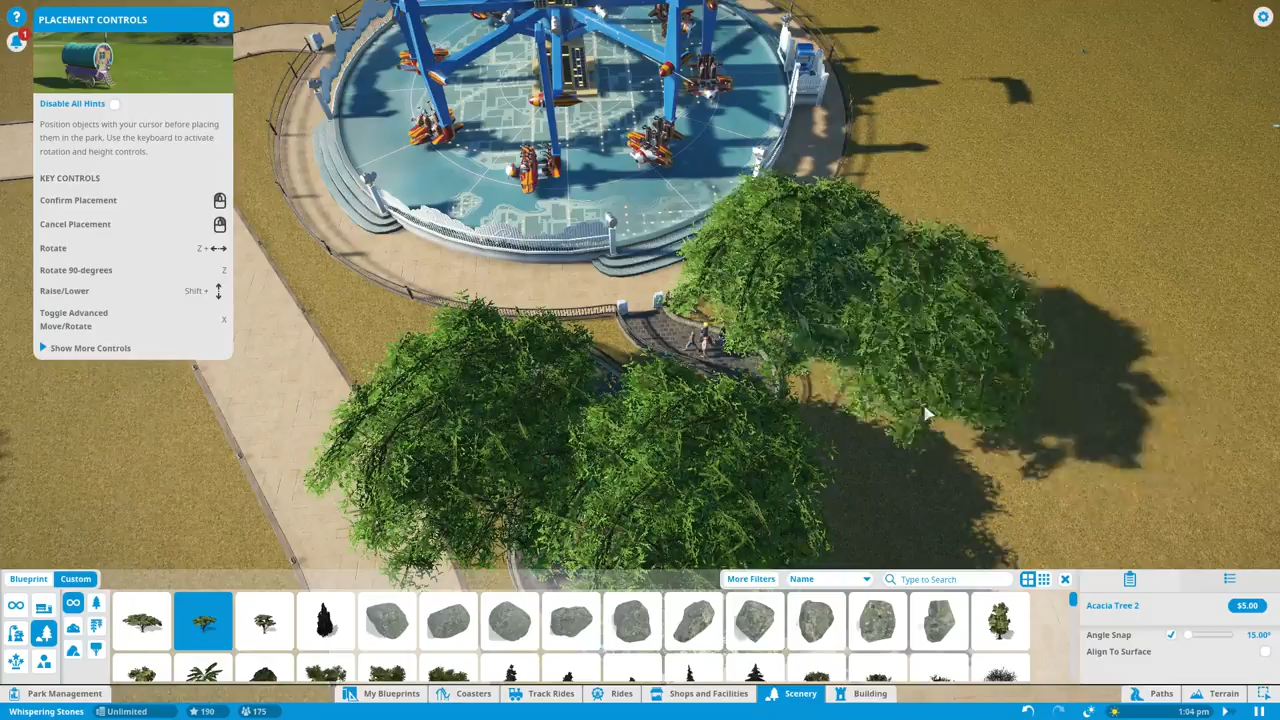 PLACEMENT CONTROLS
1
Disable All Hints
Position objects with your cursor before placing
them in the park. Use the keyboard to activate
rotation and height controls.
KEY CONTROLS
Confirm Placement
Cancel Placement
Rotate Z +
Rotate 90-degrees Z
Raise/Lower Shift +
Toggle Advanced
Move/Rotate X
Show More Controls
Blueprint Custom More Filters Name Type to Search
Acacia Tree 2 $5.00
Angle Snap 15.00°
Align To Surface
Park Management My Blueprints Coasters Track Rides Rides Shops and Facilities Scenery Building Paths Terrain
Whispering Stones Unlimited 190 175 1:04 pm